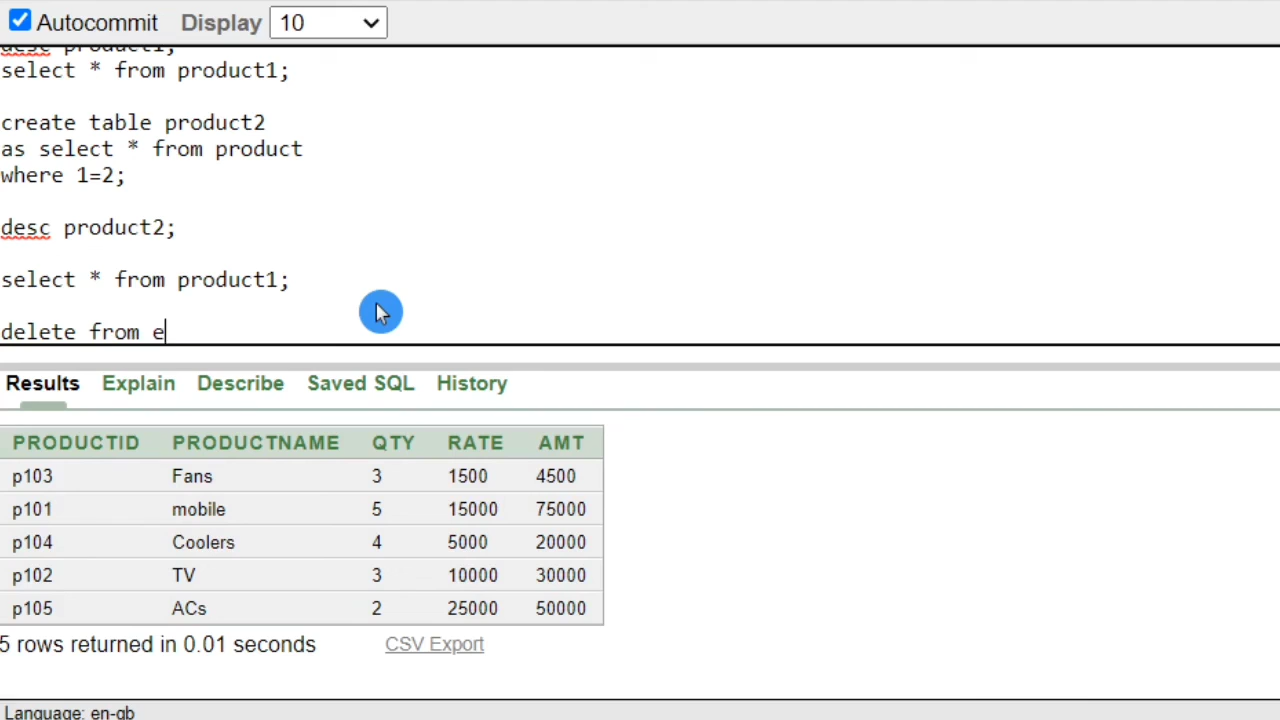 Autocommit Display 10
desc product1;
select * from product1;
create table product2
as select * from product
where 1=2;
desc product2;
select * from product1;
delete from e
Results Explain Describe Saved SQL History
PRODUCTID PRODUCTNAME QTY RATE AMT
p103 Fans 3 1500 4500
p101 mobile 5 15000 75000
p104 Coolers 4 5000 20000
p102 TV 3 10000 30000
p105 ACs 2 25000 50000
5 rows returned in 0.01 seconds CSV Export
Language: en-gb